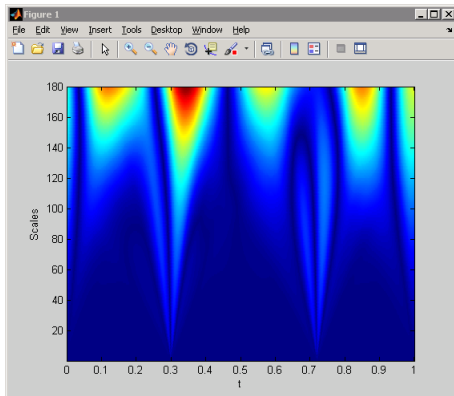 Figure 1
File Edit View Insert Tools Desktop Window Help
180
160
140
120
100
80
60
40
20
Scales
0 0.1 0.2 0.3 0.4 0.5 0.6 0.7 0.8 0.9 1
t